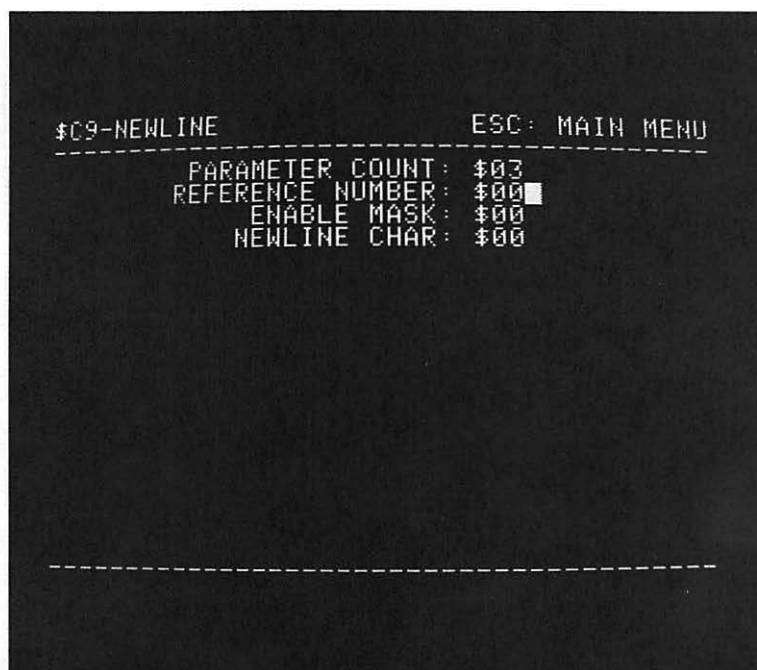 $C9-NEWLINE ESC: MAIN MENU
PARAMETER COUNT: $03
REFERENCE NUMBER: $00
ENABLE MASK: $00
NEWLINE CHAR: $00